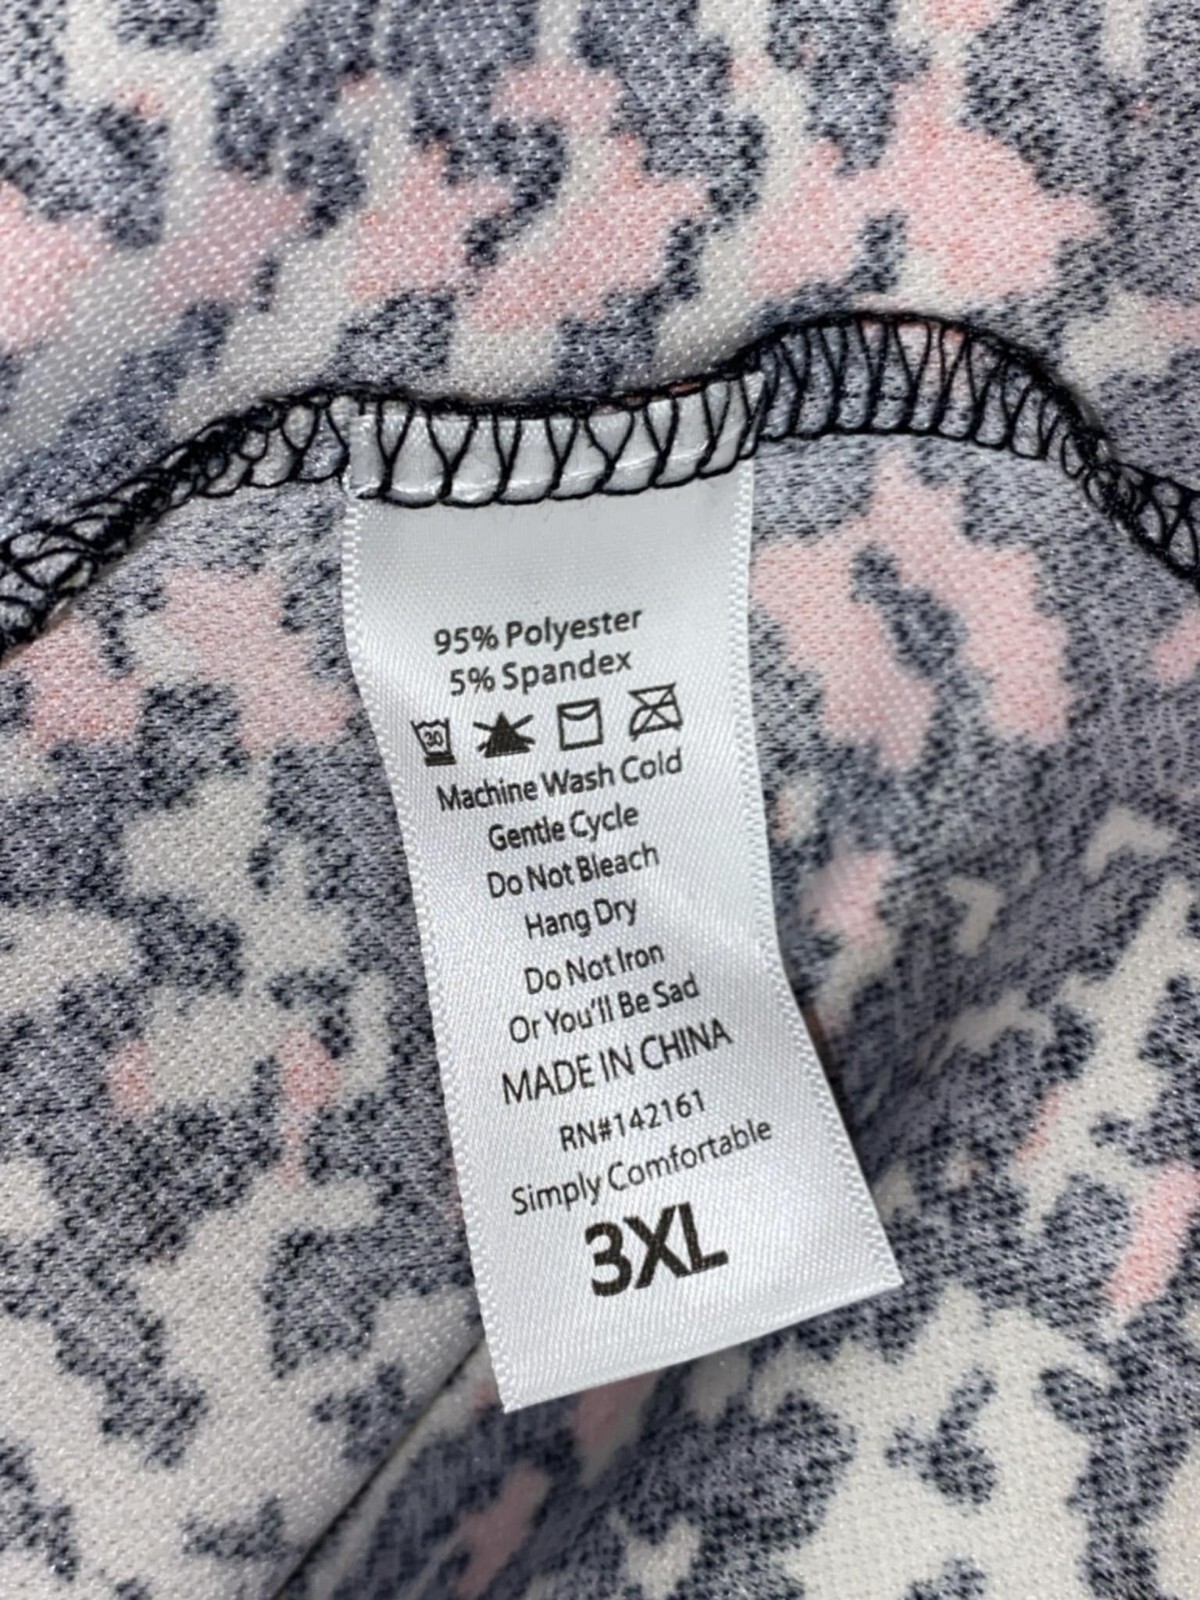 95% Polyester
5% Spandex
30
Machine Wash Cold
Gentle Cycle
Do Not Bleach
Hang Dry
Do Not Iron
Or You'll Be Sad
MADE IN CHINA
RN#142161
Simply Comfortable
3XL